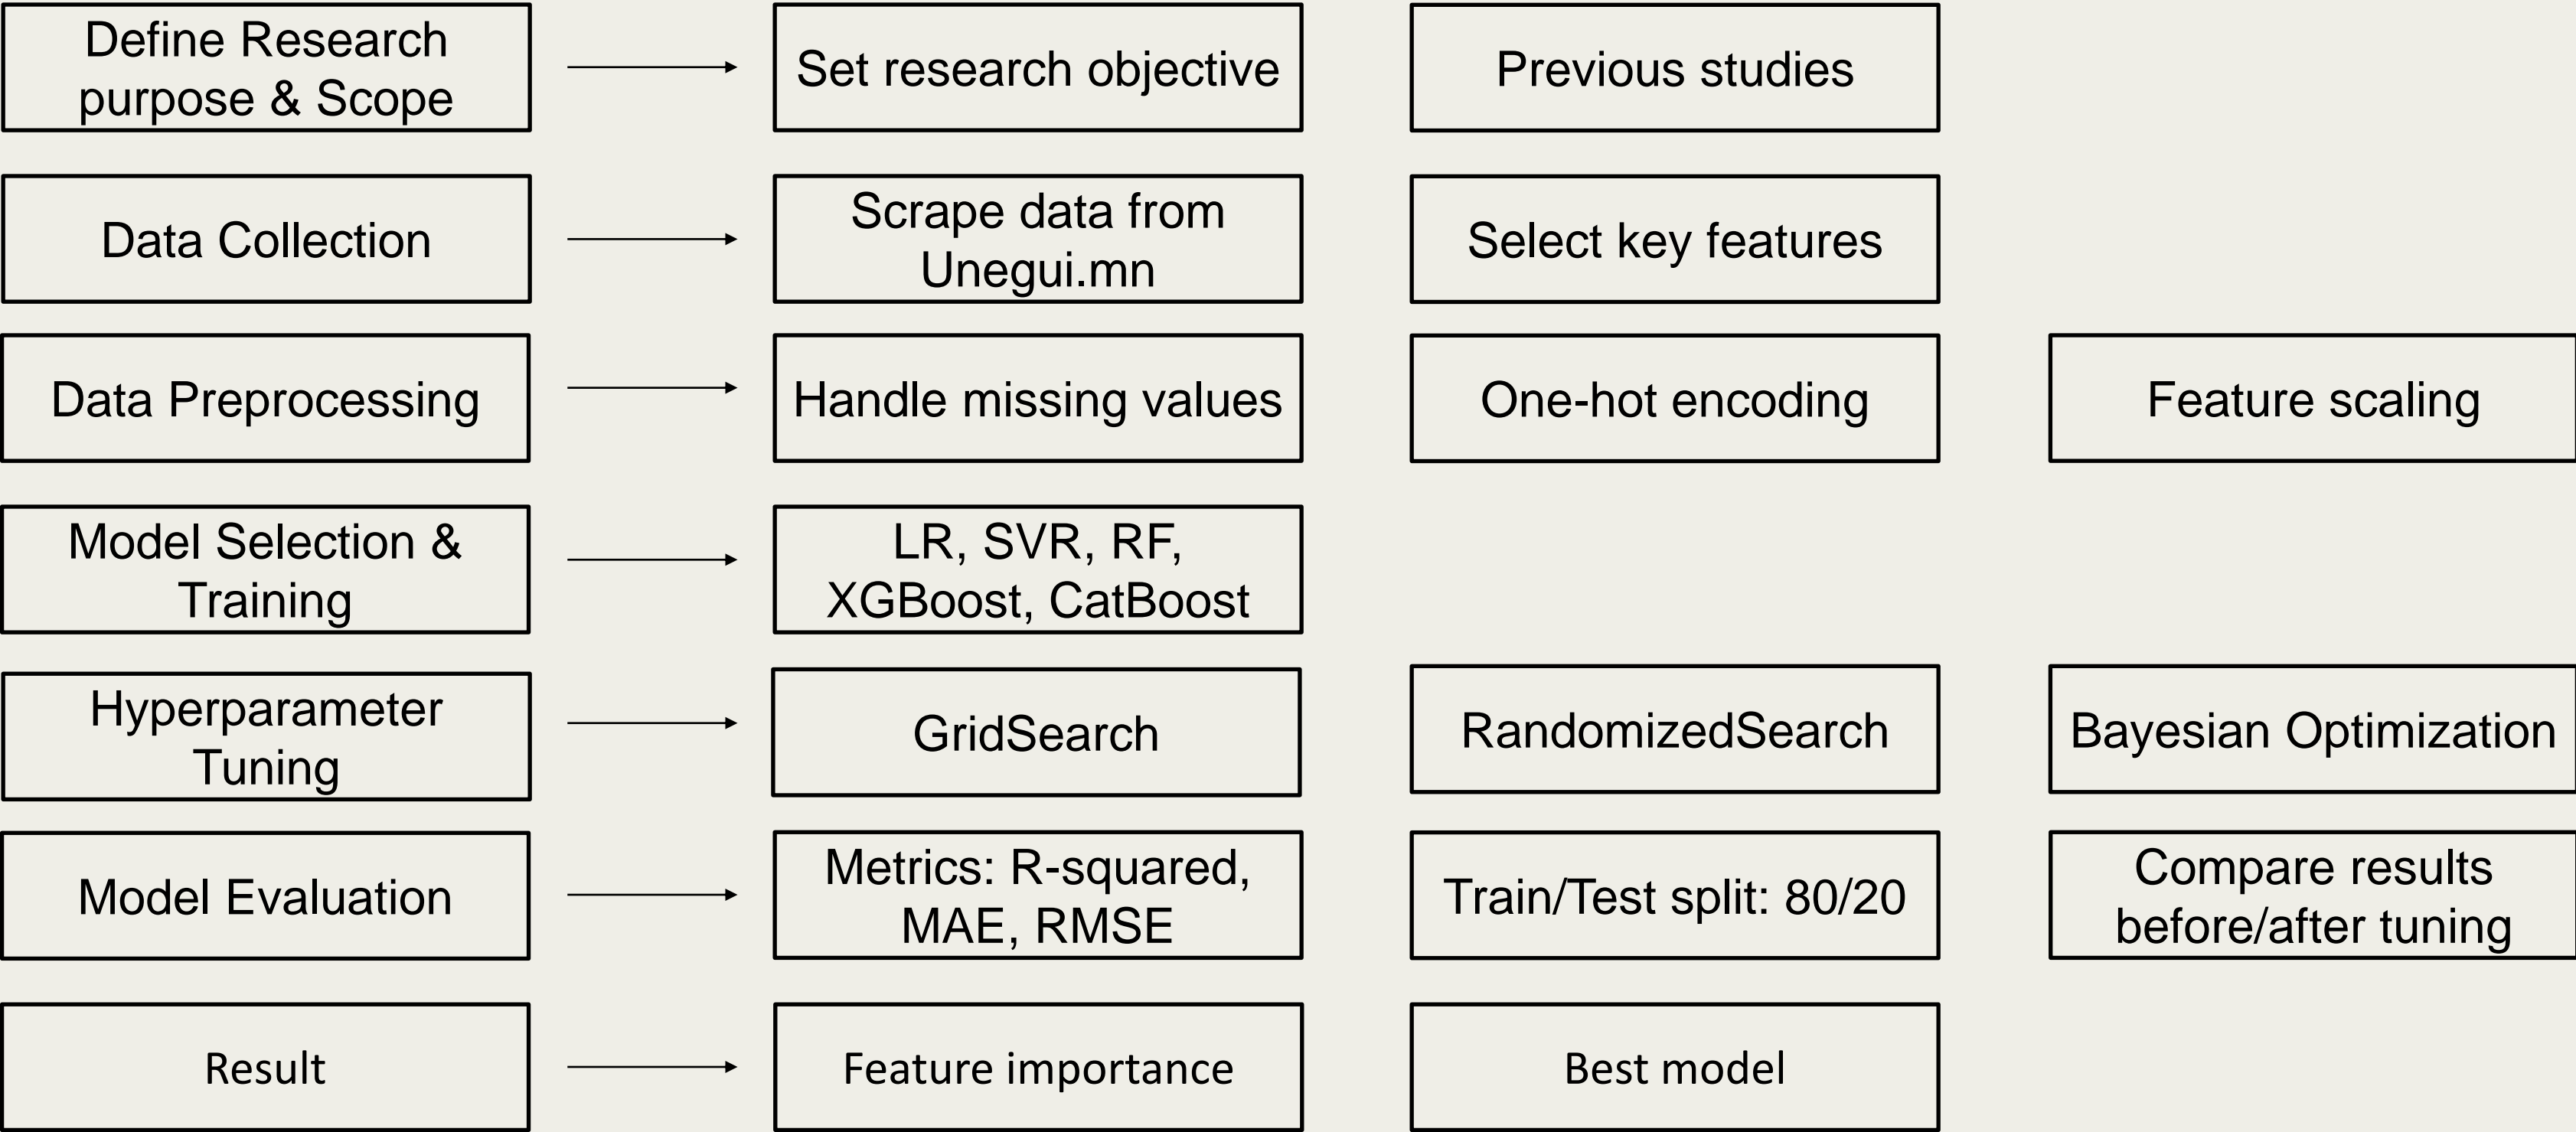 Define Research
purpose & Scope
Set research objective
Previous studies
Data Collection
Scrape data from
Unegui.mn
Select key features
Data Preprocessing
Handle missing values
One-hot encoding
Feature scaling
Model Selection &
Training
LR, SVR, RF,
XGBoost, CatBoost
Hyperparameter
Tuning
GridSearch
RandomizedSearch
Bayesian Optimization
Model Evaluation
Metrics: R-squared,
MAE, RMSE
Train/Test split: 80/20
Compare results
before/after tuning
Result
Feature importance
Best model